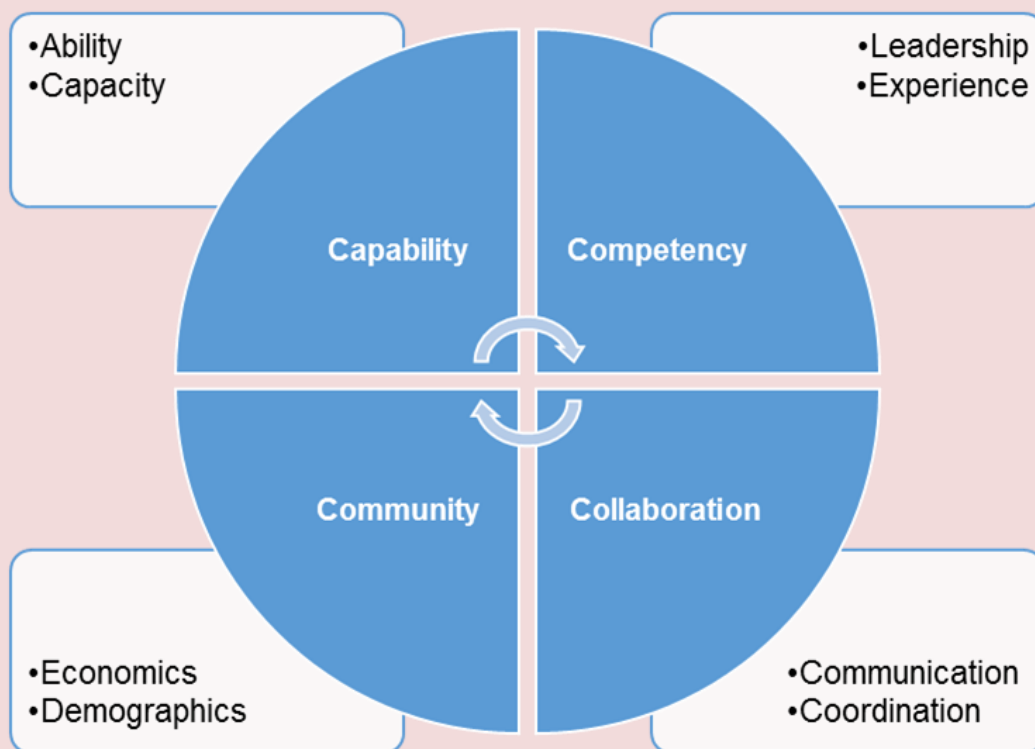 •Ability
•Capacity
•Leadership
•Experience
Capability
Competency
Community
Collaboration
•Economics
•Demographics
•Communication
•Coordination